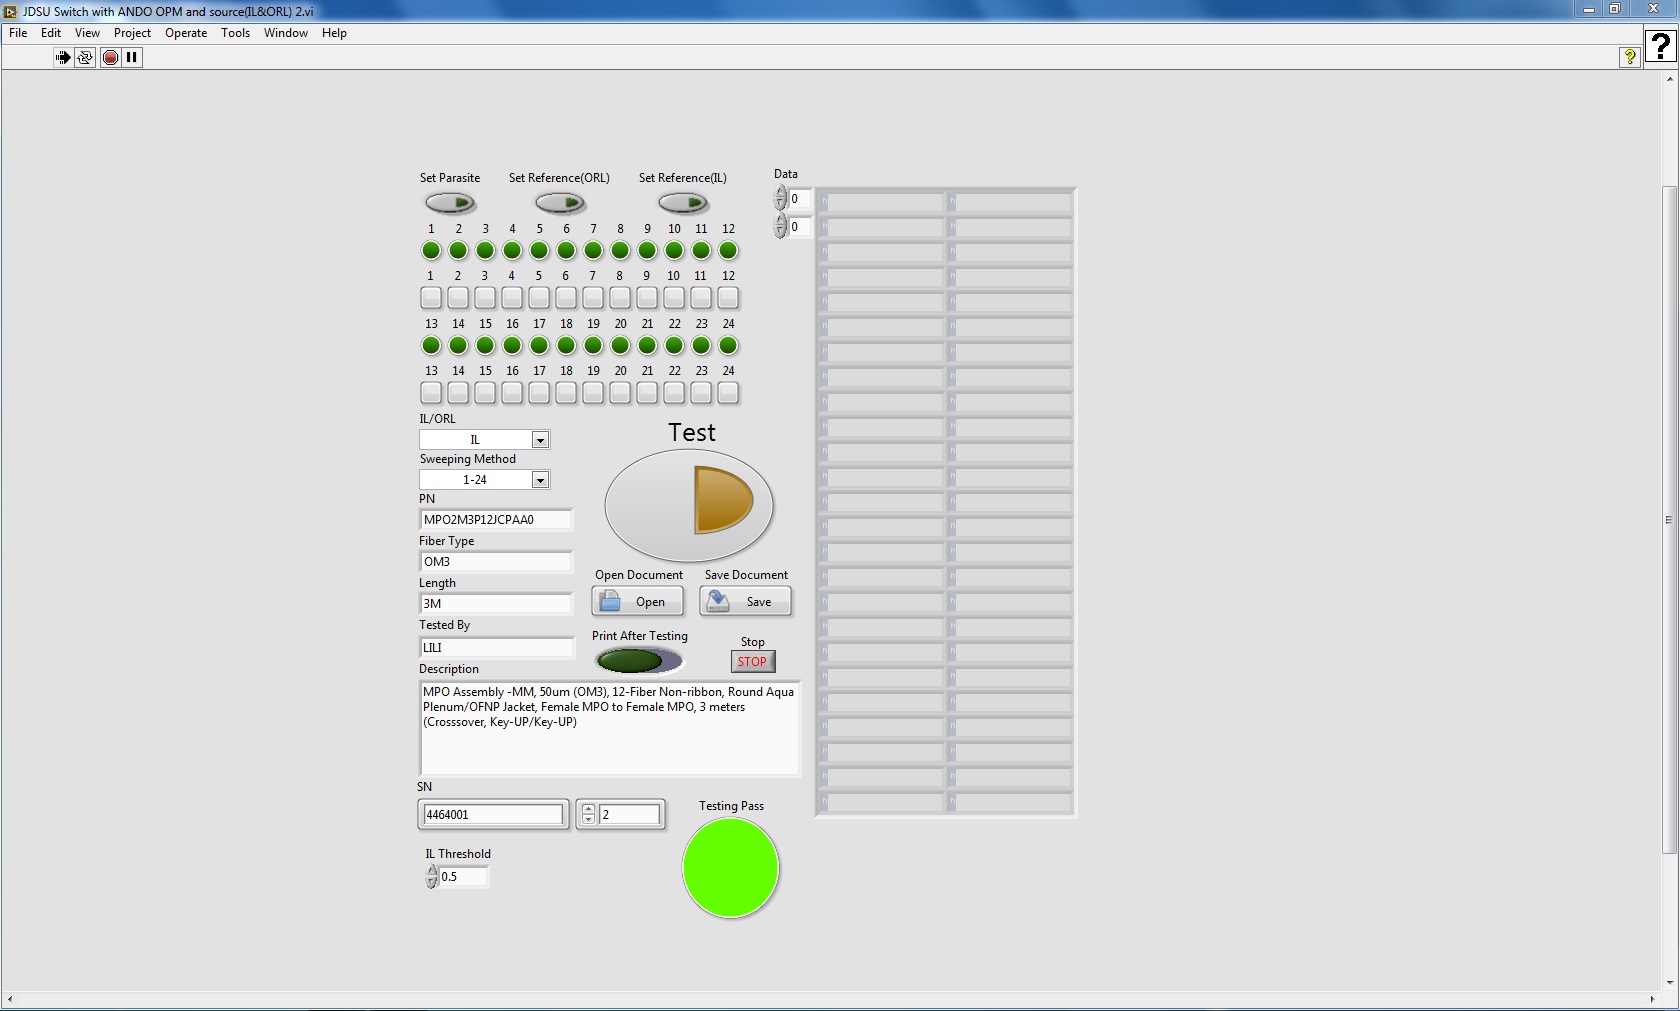 JDSU Switch with ANDO OPM and source(IL&ORL) 2.vi
File Edit View Project Operate Tools Window Help
Set Parasite Set Reference(ORL) Set Reference(IL)
1 2 3 4 5 6 7 8 9 10 11 12
1 2 3 4 5 6 7 8 9 10 11 12
13 14 15 16 17 18 19 20 21 22 23 24
13 14 15 16 17 18 19 20 21 22 23 24
IL/ORL
IL
Sweeping Method
1-24
PN
MPO2M3P12JCPAA0
Fiber Type
OM3
Length
3M
Tested By
LILI
Test
Open Document Save Document
Open Save
Print After Testing Stop
STOP
Description
MPO Assembly -MM, 50um (OM3), 12-Fiber Non-ribbon, Round Aqua
Plenum/OFNP Jacket, Female MPO to Female MPO, 3 meters
(Crosssover, Key-UP/Key-UP)
SN
4464001 2
IL Threshold
0.5
Testing Pass
Data
0
0